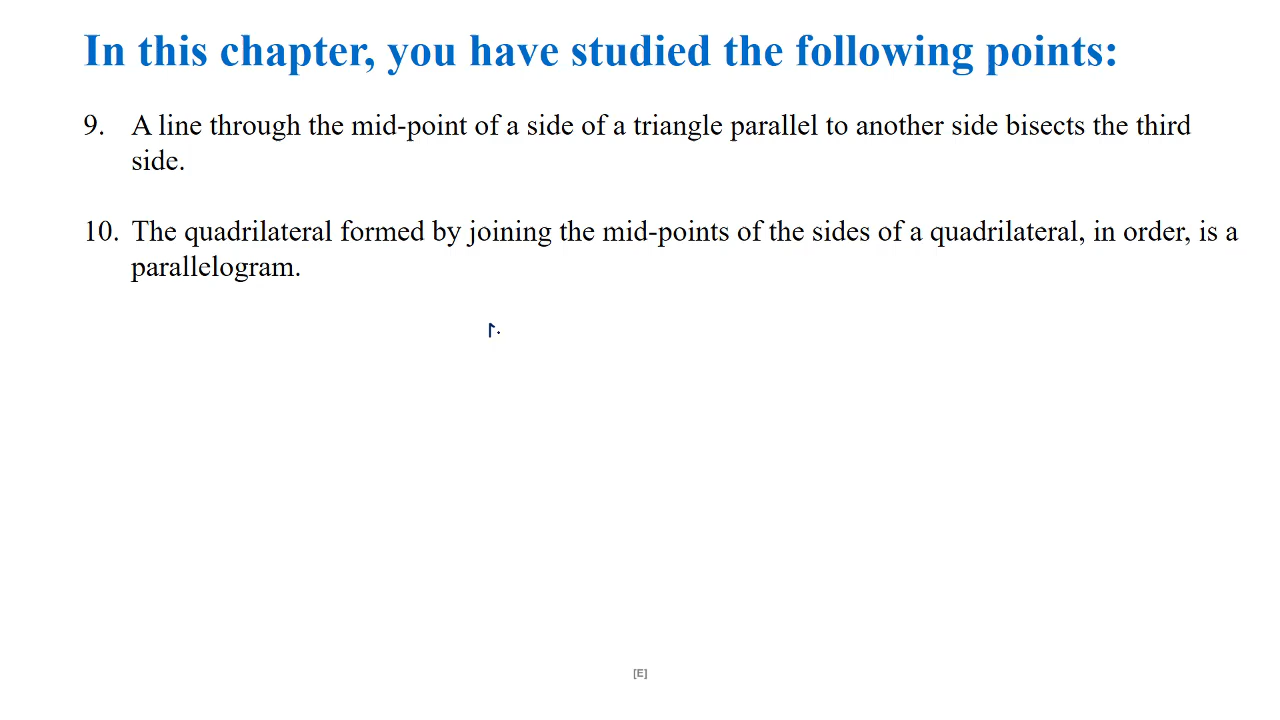 In this chapter, you have studied the following points:
9. A line through the mid-point of a side of a triangle parallel to another side bisects the third
side.
10. The quadrilateral formed by joining the mid-points of the sides of a quadrilateral, in order, is a
parallelogram.
[E]